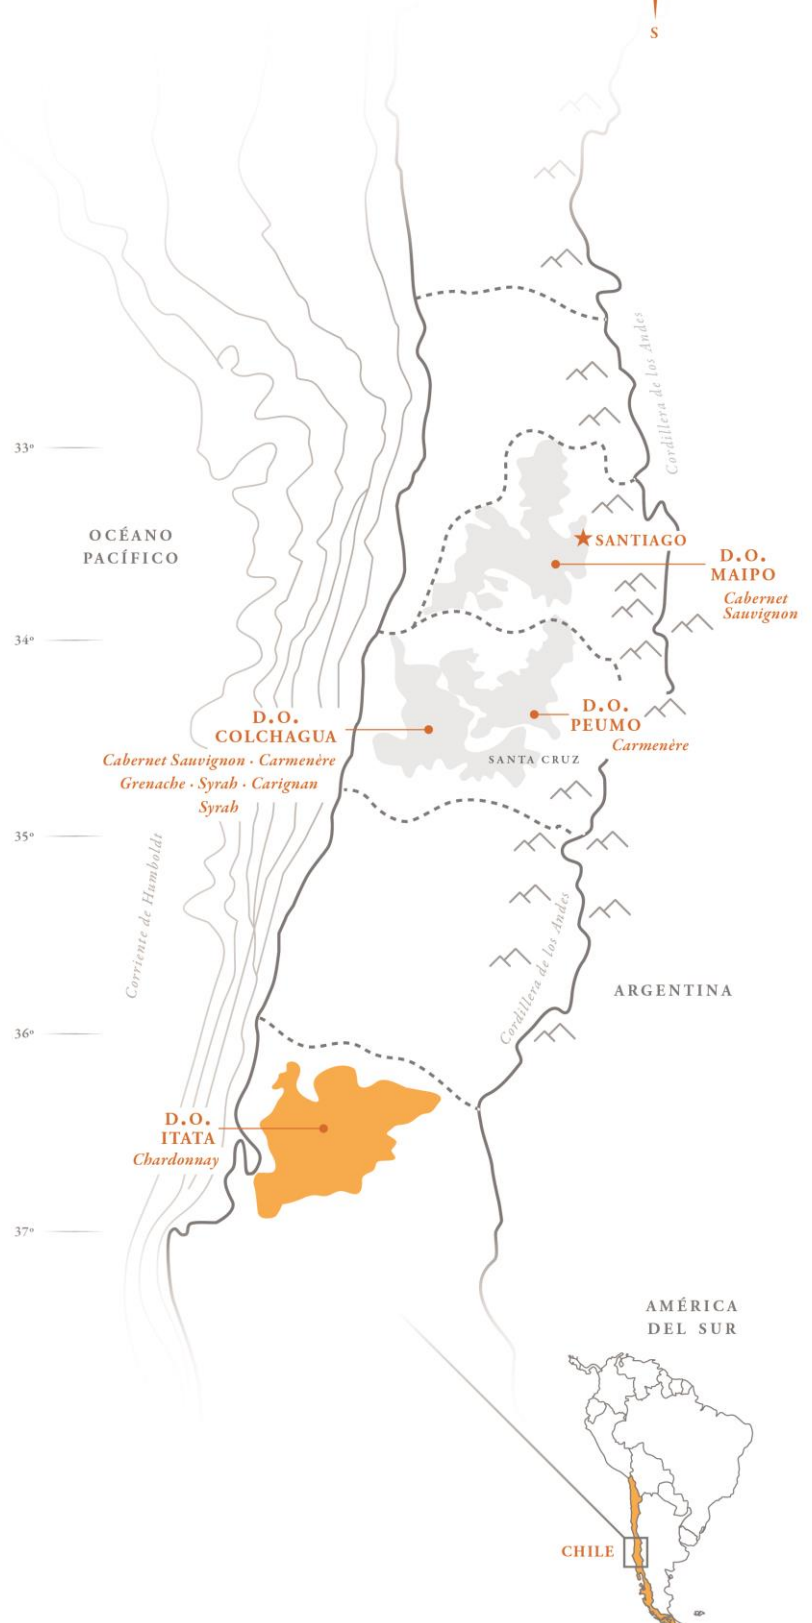 S
Cordillera de los Andes
33º
OCÉANO
PACÍFICO
SANTIAGO
D.O.
MAIPO
Cabernet
Sauvignon
34º
D.O.
COLCHAGUA
Cabernet Sauvignon · Carmenère
Grenache · Syrah · Carignan
Syrah
D.O.
PEUMO
Carmenère
SANTA CRUZ
35º
Corriente de Humboldt
Cordillera de los Andes
ARGENTINA
36º
D.O.
ITATA
Chardonnay
37º
AMÉRICA
DEL SUR
CHILE